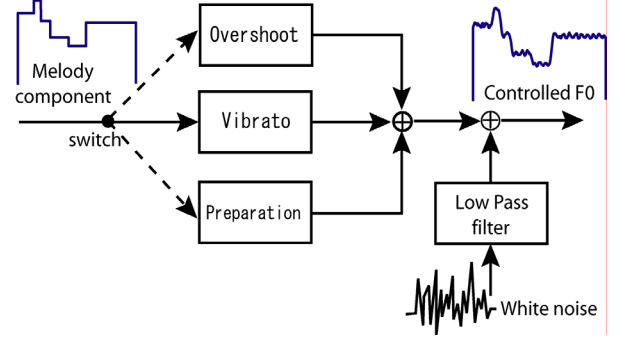 Overshoot
Melody
component
Controlled F0
Vibrato
switch
Preparation
Low Pass
filter
White noise